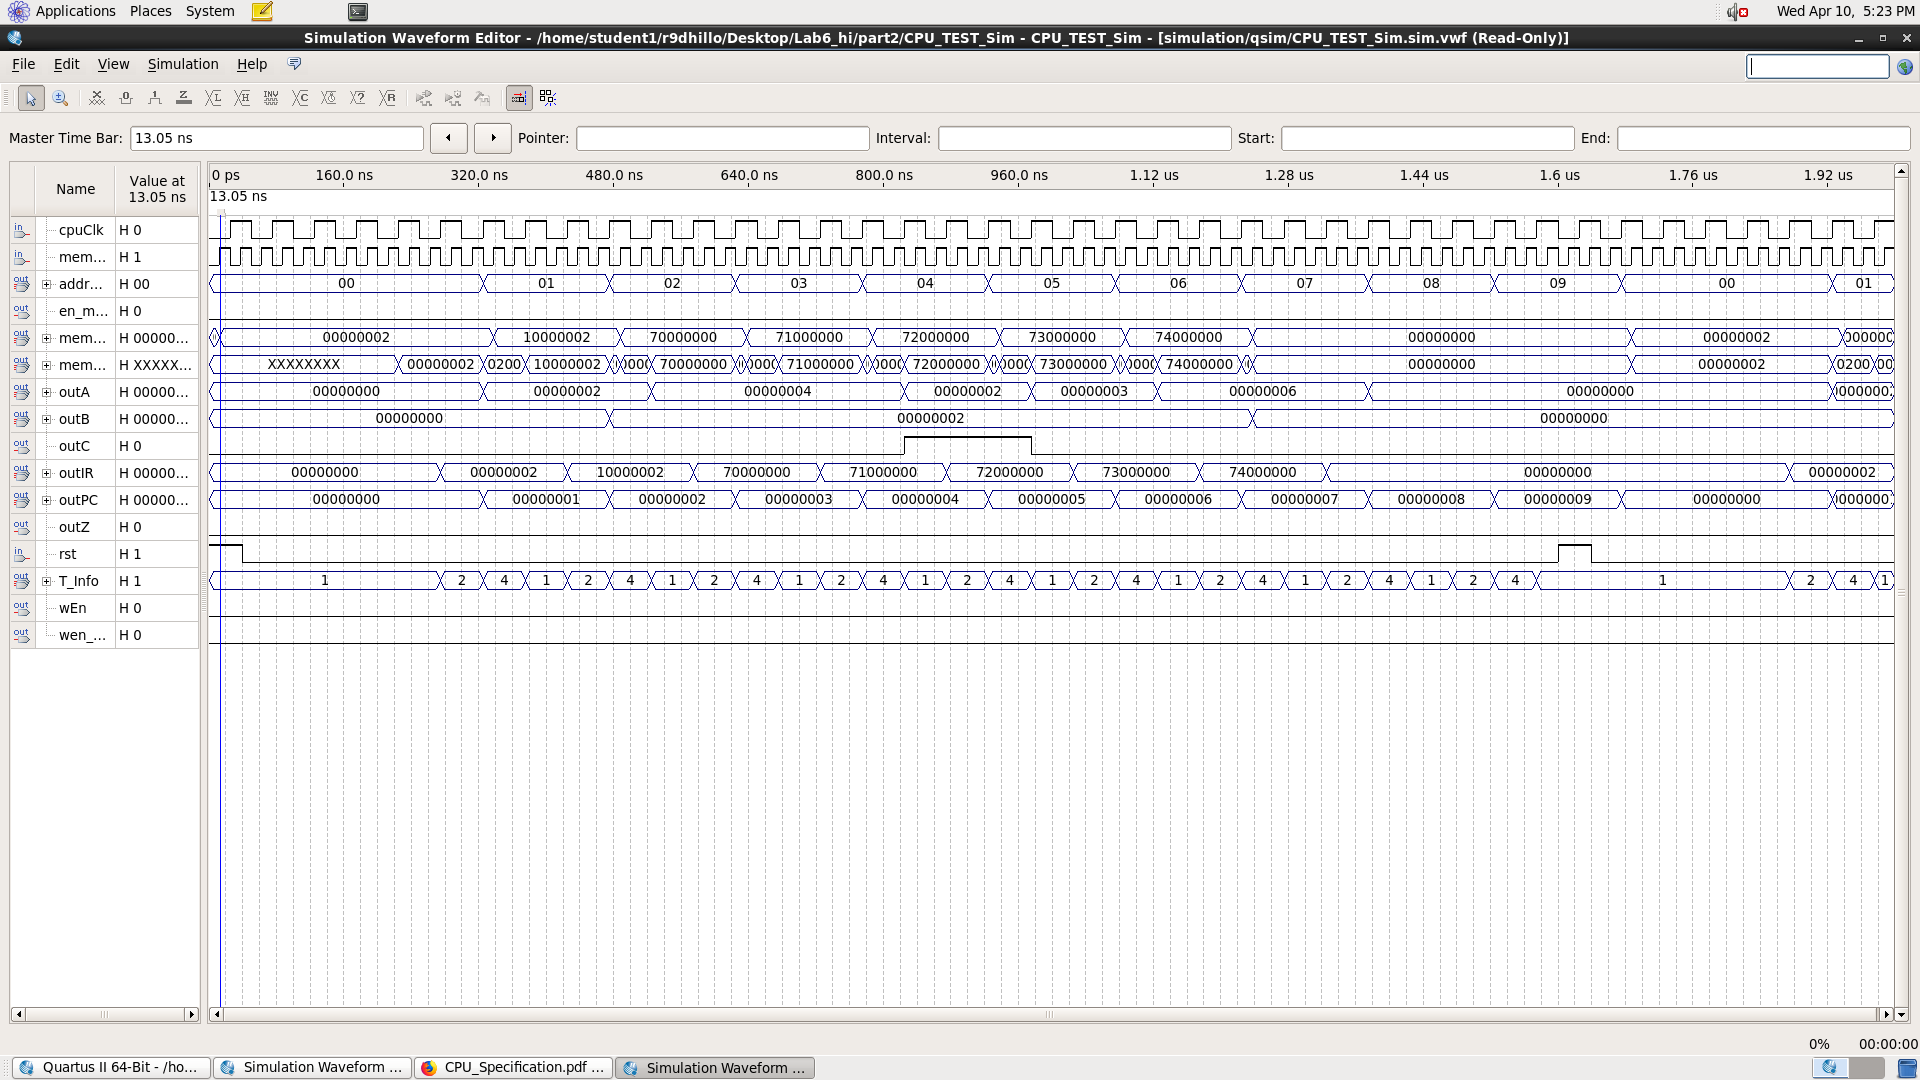 Applications Places System Wed Apr 10, 5:23 PM
Simulation Waveform Editor - /home/student1/r9dhillo/Desktop/Lab6_hi/part2/CPU_TEST_Sim - CPU_TEST_Sim - [simulation/qsim/CPU_TEST_Sim.sim.vwf (Read-Only)]
File Edit View Simulation Help
Master Time Bar: 13.05 ns Pointer: Interval: Start: End:
Name Value at 13.05 ns 0 ps 160.0 ns 320.0 ns 480.0 ns 640.0 ns 800.0 ns 960.0 ns 1.12 us 1.28 us 1.44 us 1.6 us 1.76 us 1.92 us
13.05 ns
cpuClk H 0
mem... H 1
addr... H 00 00 01 02 03 04 05 06 07 08 09 00 01
en_m... H 0
mem... H 00000... 00000002 10000002 70000000 71000000 72000000 73000000 74000000 00000000 00000002
mem... H XXXXX... XXXXXXXX 00000002 0200 10000002 70000000 71000000 72000000 73000000 74000000 00000000 00000002 0200 00
outA H 00000... 00000000 00000002 00000004 00000002 00000003 00000006 00000000
outB H 00000... 00000000 00000002 00000000
outC H 0
outIR H 00000... 00000000 00000002 10000002 70000000 71000000 72000000 73000000 74000000 00000000 00000002
outPC H 00000... 00000000 00000001 00000002 00000003 00000004 00000005 00000006 00000007 00000008 00000009 00000000
outZ H 0
rst H 1
T_Info H 1 1 2 4 1 2 4 1 2 4 1 2 4 1 2 4 1 2 4 1 2 4 1 2 4 1 2 4 1 2 4 1
wEn H 0
wen_... H 0
0% 00:00:00
Quartus II 64-Bit - /ho... Simulation Waveform ... CPU_Specification.pdf ... Simulation Waveform ...